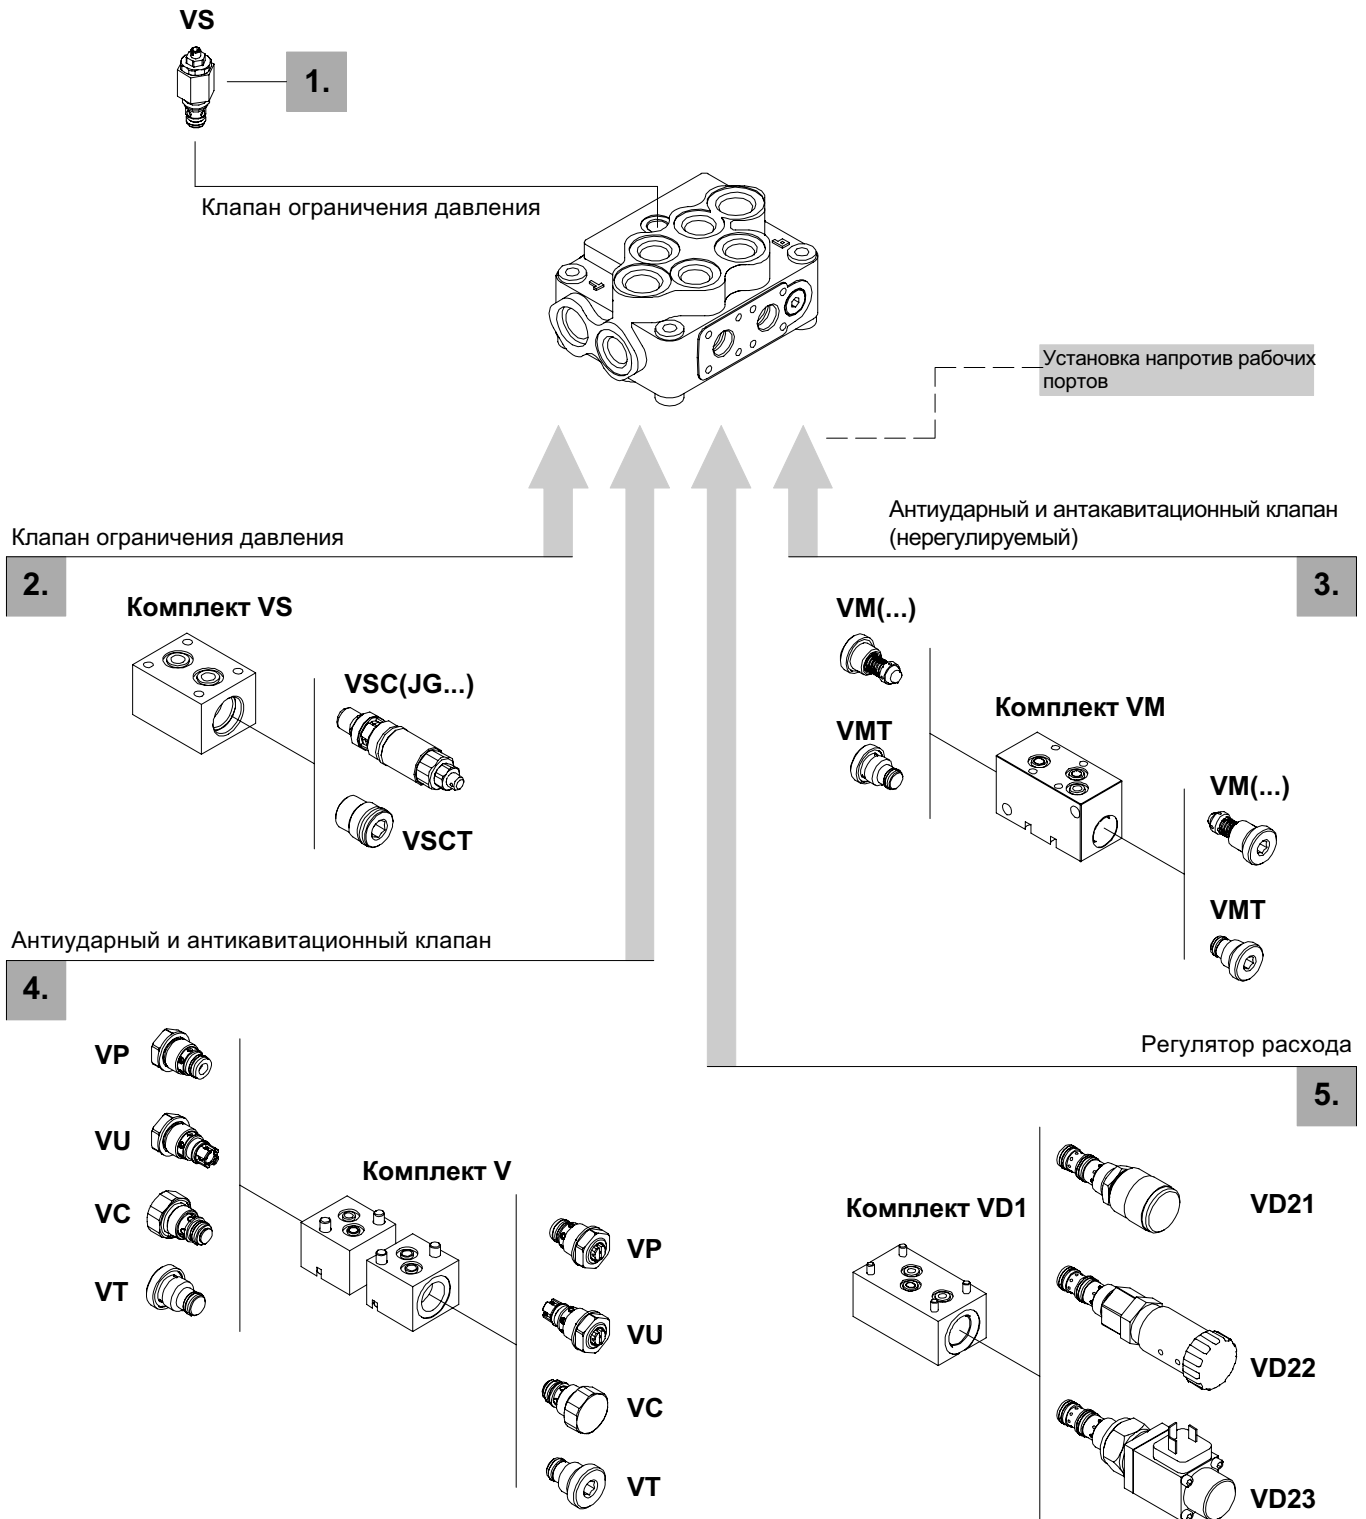 VS
1.
Клапан ограничения давления
Установка напротив рабочих
портов
Клапан ограничения давления
2.
Комплект VS
VSC(JG...)
VSCT
Антиударный и антакавитационный клапан
(нерегулируемый)
3.
VM(...)
VMT
Комплект VM
VM(...)
VMT
Антиударный и антикавитационный клапан
4.
VP
VU
VC
VT
Комплект V
VP
VU
VC
VT
Регулятор расхода
5.
Комплект VD1
VD21
VD22
VD23